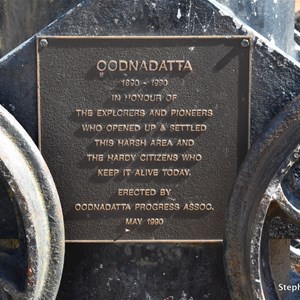 OODNADATTA
1890 - 1990
IN HONOUR OF
THE EXPLORERS AND PIONEERS
WHO OPENED UP & SETTLED
THIS HARSH AREA AND
THE HARDY CITIZENS WHO
KEEP IT ALIVE TODAY.
ERECTED BY
OODNADATTA PROGRESS ASSOC.
MAY 1990
Steph